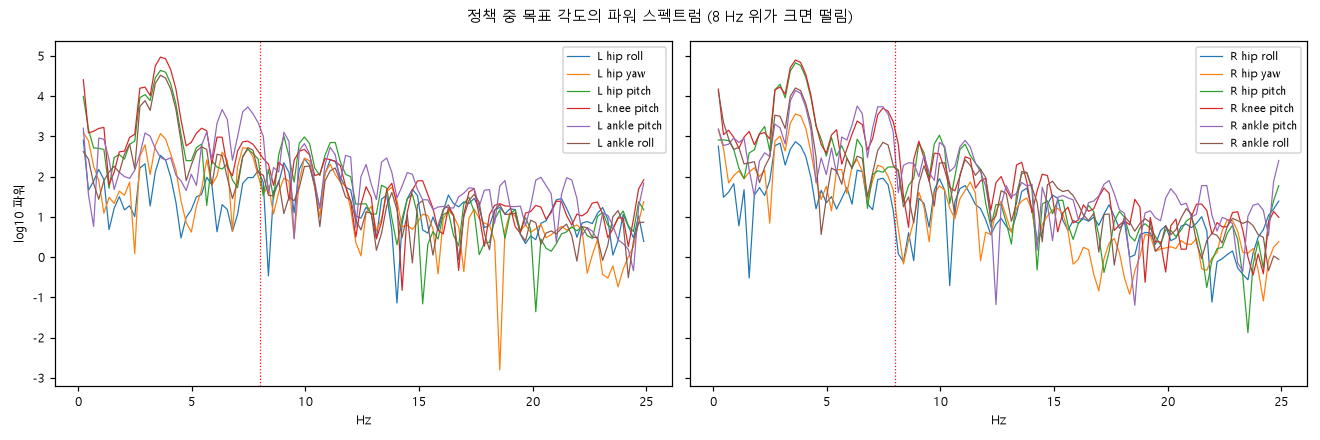 정책 중 목표 각도의 파워 스펙트럼 (8 Hz 위가 크면 떨림)
5
4
3
2
1
0
-1
-2
-3
log10 파워
L hip roll
L hip yaw
L hip pitch
L knee pitch
L ankle pitch
L ankle roll
0 5 10 15 20 25
Hz
R hip roll
R hip yaw
R hip pitch
R knee pitch
R ankle pitch
R ankle roll
0 5 10 15 20 25
Hz